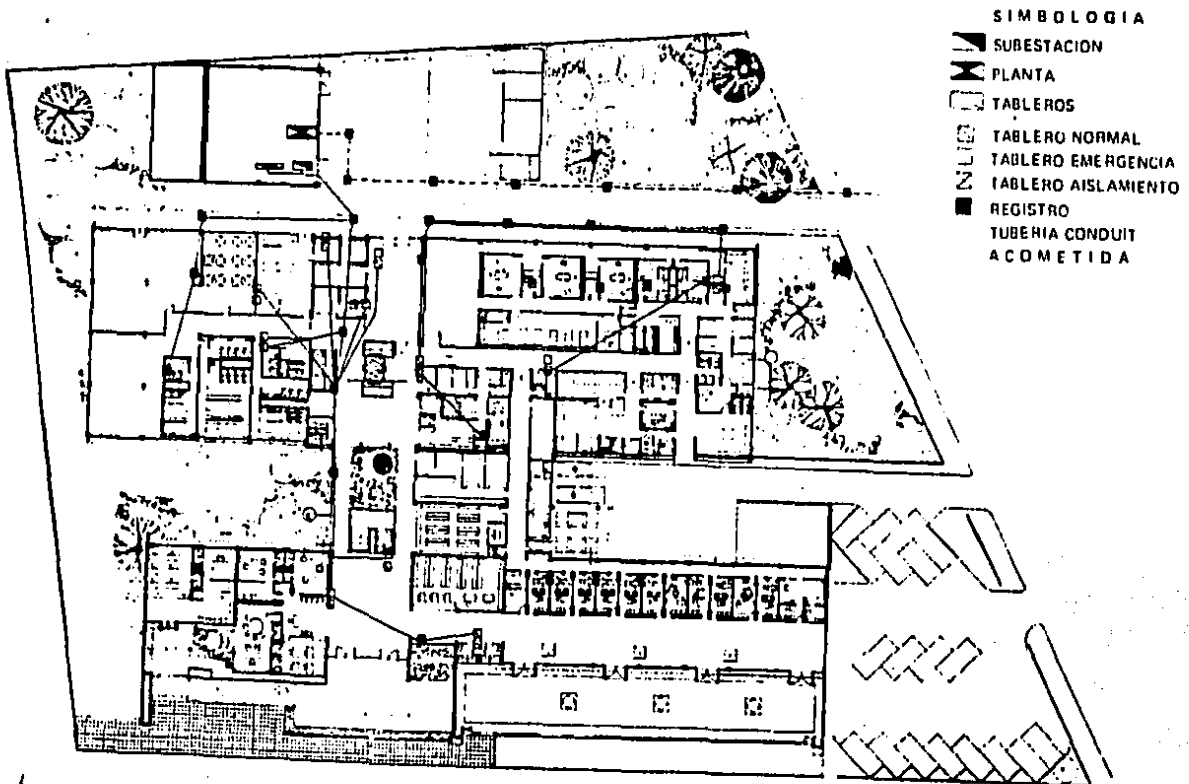 SIMBOLOGIA
SUBESTACION
PLANTA
TABLEROS
TABLERO NORMAL
TABLERO EMERGENCIA
TABLERO AISLAMIENTO
REGISTRO
TUBERIA CONDUIT
ACOMETIDA